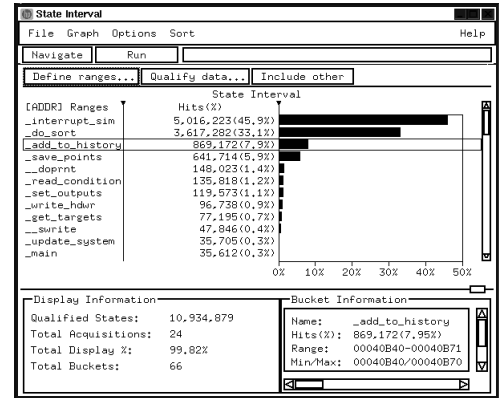 State Interval
File Graph Options Sort Help
Navigate Run
Define ranges... Qualify data... Include other
State Interval
[ADDR] Ranges Hits(%)
_interrupt_sim 5,016,223(45.9%)
_do_sort 3,617,282(33.1%)
_add_to_history 869,172(7.9%)
_save_points 641,714(5.9%)
__doprnt 148,023(1.4%)
_read_condition 135,818(1.2%)
_set_outputs 119,573(1.1%)
_write_hdwr 96,738(0.9%)
_get_targets 77,195(0.7%)
__swrite 47,846(0.4%)
_update_system 35,705(0.3%)
_main 35,612(0.3%)
0% 10% 20% 30% 40% 50%
Display Information
Qualified States: 10,934,879
Total Acquisitions: 24
Total Display %: 99.82%
Total Buckets: 66
Bucket Information
Name: _add_to_history
Hits(%): 869,172(7.95%)
Range: 00040B40-00040B71
Min/Max: 00040B40/00040B70